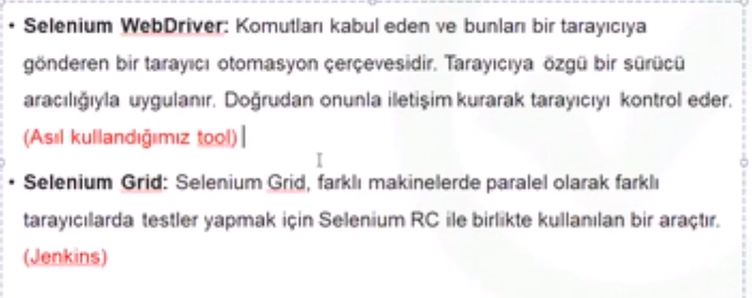 • Selenium WebDriver: Komutları kabul eden ve bunları bir tarayıcıya
gönderen bir tarayıcı otomasyon çerçevesidir. Tarayıcıya özgü bir sürücü
aracılığıyla uygulanır. Doğrudan onunla iletişim kurarak tarayıcıyı kontrol eder.
(Asıl kullandığımız tool)
• Selenium Grid: Selenium Grid, farklı makinelerde paralel olarak farklı
tarayıcılarda testler yapmak için Selenium RC ile birlikte kullanılan bir araçtır.
(Jenkins)